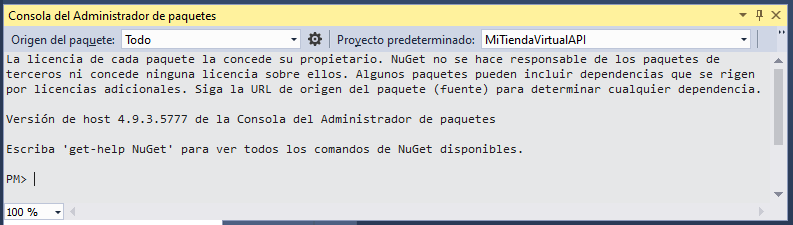 Consola del Administrador de paquetes
Origen del paquete: Todo Proyecto predeterminado: MiTiendaVirtualAPI
La licencia de cada paquete la concede su propietario. NuGet no se hace responsable de los paquetes de
terceros ni concede ninguna licencia sobre ellos. Algunos paquetes pueden incluir dependencias que se rigen
por licencias adicionales. Siga la URL de origen del paquete (fuente) para determinar cualquier dependencia.
Versión de host 4.9.3.5777 de la Consola del Administrador de paquetes
Escriba 'get-help NuGet' para ver todos los comandos de NuGet disponibles.
PM>
100 %